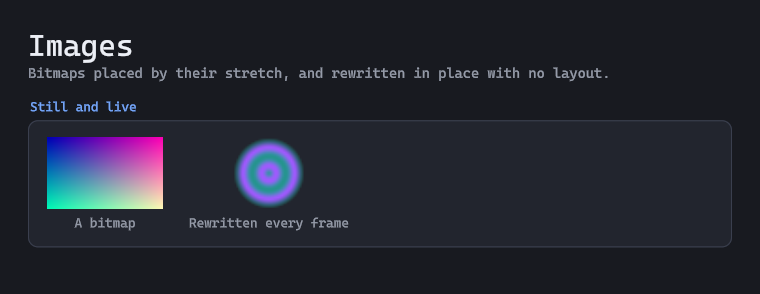 Images
Bitmaps placed by their stretch, and rewritten in place with no layout.
Still and live
A bitmap
Rewritten every frame